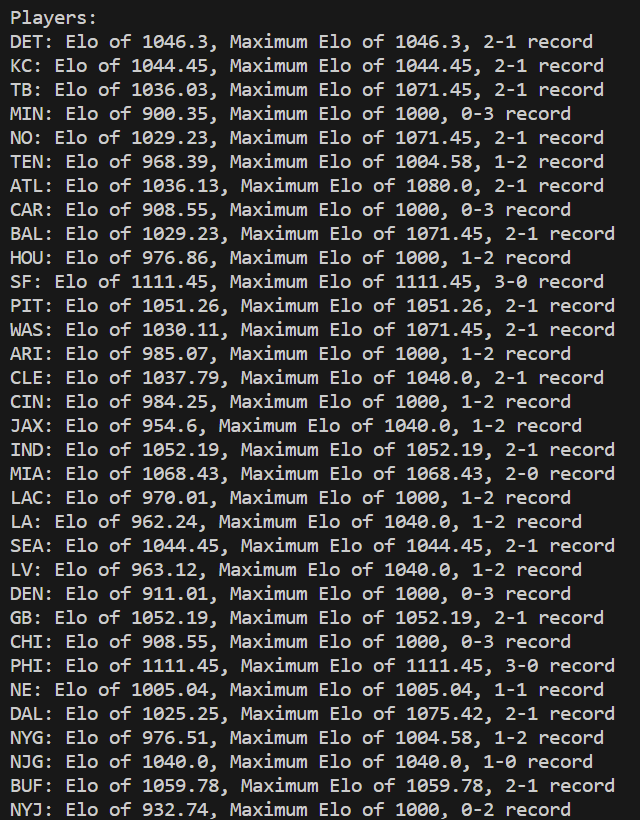 Players:
DET: Elo of 1046.3, Maximum Elo of 1046.3, 2-1 record
KC: Elo of 1044.45, Maximum Elo of 1044.45, 2-1 record
TB: Elo of 1036.03, Maximum Elo of 1071.45, 2-1 record
MIN: Elo of 900.35, Maximum Elo of 1000, 0-3 record
NO: Elo of 1029.23, Maximum Elo of 1071.45, 2-1 record
TEN: Elo of 968.39, Maximum Elo of 1004.58, 1-2 record
ATL: Elo of 1036.13, Maximum Elo of 1080.0, 2-1 record
CAR: Elo of 908.55, Maximum Elo of 1000, 0-3 record
BAL: Elo of 1029.23, Maximum Elo of 1071.45, 2-1 record
HOU: Elo of 976.86, Maximum Elo of 1000, 1-2 record
SF: Elo of 1111.45, Maximum Elo of 1111.45, 3-0 record
PIT: Elo of 1051.26, Maximum Elo of 1051.26, 2-1 record
WAS: Elo of 1030.11, Maximum Elo of 1071.45, 2-1 record
ARI: Elo of 985.07, Maximum Elo of 1000, 1-2 record
CLE: Elo of 1037.79, Maximum Elo of 1040.0, 2-1 record
CIN: Elo of 984.25, Maximum Elo of 1000, 1-2 record
JAX: Elo of 954.6, Maximum Elo of 1040.0, 1-2 record
IND: Elo of 1052.19, Maximum Elo of 1052.19, 2-1 record
MIA: Elo of 1068.43, Maximum Elo of 1068.43, 2-0 record
LAC: Elo of 970.01, Maximum Elo of 1000, 1-2 record
LA: Elo of 962.24, Maximum Elo of 1040.0, 1-2 record
SEA: Elo of 1044.45, Maximum Elo of 1044.45, 2-1 record
LV: Elo of 963.12, Maximum Elo of 1040.0, 1-2 record
DEN: Elo of 911.01, Maximum Elo of 1000, 0-3 record
GB: Elo of 1052.19, Maximum Elo of 1052.19, 2-1 record
CHI: Elo of 908.55, Maximum Elo of 1000, 0-3 record
PHI: Elo of 1111.45, Maximum Elo of 1111.45, 3-0 record
NE: Elo of 1005.04, Maximum Elo of 1005.04, 1-1 record
DAL: Elo of 1025.25, Maximum Elo of 1075.42, 2-1 record
NYG: Elo of 976.51, Maximum Elo of 1004.58, 1-2 record
NJG: Elo of 1040.0, Maximum Elo of 1040.0, 1-0 record
BUF: Elo of 1059.78, Maximum Elo of 1059.78, 2-1 record
NYJ: Elo of 932.74, Maximum Elo of 1000, 0-2 record